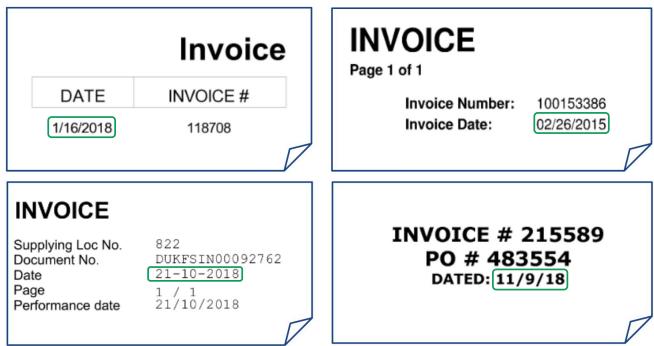 Invoice
DATE INVOICE #
1/16/2018 118708
INVOICE
Page 1 of 1
Invoice Number: 100153386
Invoice Date: 02/26/2015
INVOICE
Supplying Loc No. 822
Document No. DUKFSIN00092762
Date 21-10-2018
Page 1 / 1
Performance date 21/10/2018
INVOICE # 215589
PO # 483554
DATED: 11/9/18